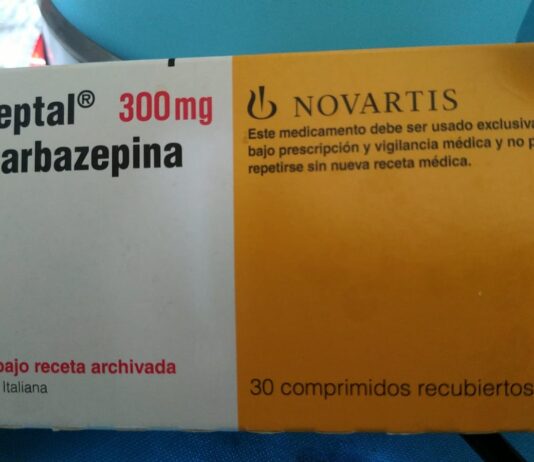 eptal® 300mg
arbazepina
bajo receta archivada
Italiana
NOVARTIS
Este medicamento debe ser usado exclusiva
bajo prescripción y vigilancia médica y no p
repetirse sin nueva receta médica.
30 comprimidos recubiertos